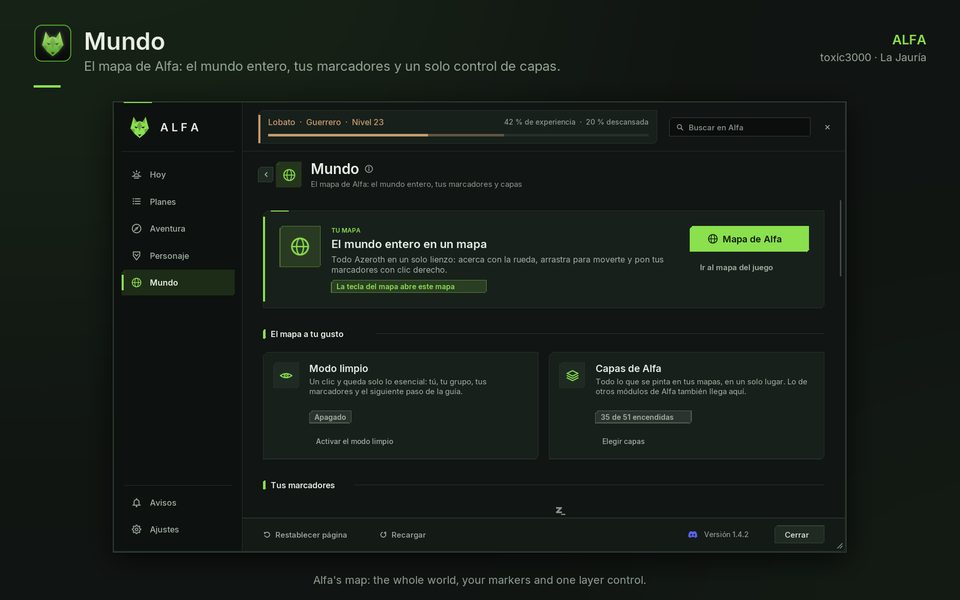 Mundo
El mapa de Alfa: el mundo entero, tus marcadores y un solo control de capas.
ALFA
toxic3000 · La Jauría
ALFA
Lobato · Guerrero · Nivel 23
42 % de experiencia · 20 % descansada
Buscar en Alfa
×
Hoy
Planes
Aventura
Personaje
Mundo
Avisos
Ajustes
Mundo
El mapa de Alfa: el mundo entero, tus marcadores y capas
TU MAPA
El mundo entero en un mapa
Todo Azeroth en un solo lienzo: acerca con la rueda, arrastra para moverte y pon tus
marcadores con clic derecho.
La tecla del mapa abre este mapa
Mapa de Alfa
Ir al mapa del juego
El mapa a tu gusto
Modo limpio
Un clic y queda solo lo esencial: tú, tu grupo, tus
marcadores y el siguiente paso de la guía.
Apagado
Activar el modo limpio
Capas de Alfa
Todo lo que se pinta en tus mapas, en un solo lugar. Lo de
otros módulos de Alfa también llega aquí.
35 de 51 encendidas
Elegir capas
Tus marcadores
Restablecer página
Recargar
Versión 1.4.2
Cerrar
Alfa's map: the whole world, your markers and one layer control.